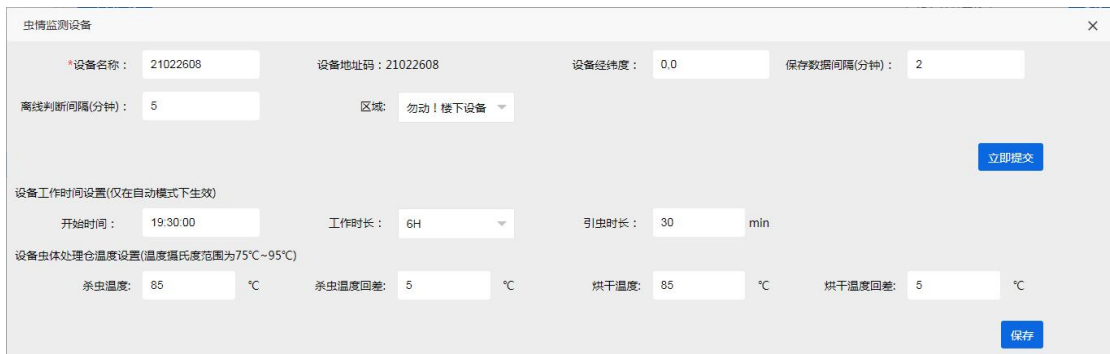 虫情监测设备 ×
*设备名称： 21022608 设备地址码：21022608 设备经纬度： 0,0 保存数据间隔(分钟)： 2
离线判断间隔(分钟)： 5 区域: 勿动！楼下设备
立即提交
设备工作时间设置(仅在自动模式下生效)
开始时间： 19:30:00 工作时长： 6H 引虫时长： 30 min
设备虫体处理仓温度设置(温度摄氏度范围为75℃~95℃)
杀虫温度: 85 ℃ 杀虫温度回差: 5 ℃ 烘干温度: 85 ℃ 烘干温度回差: 5 ℃
保存